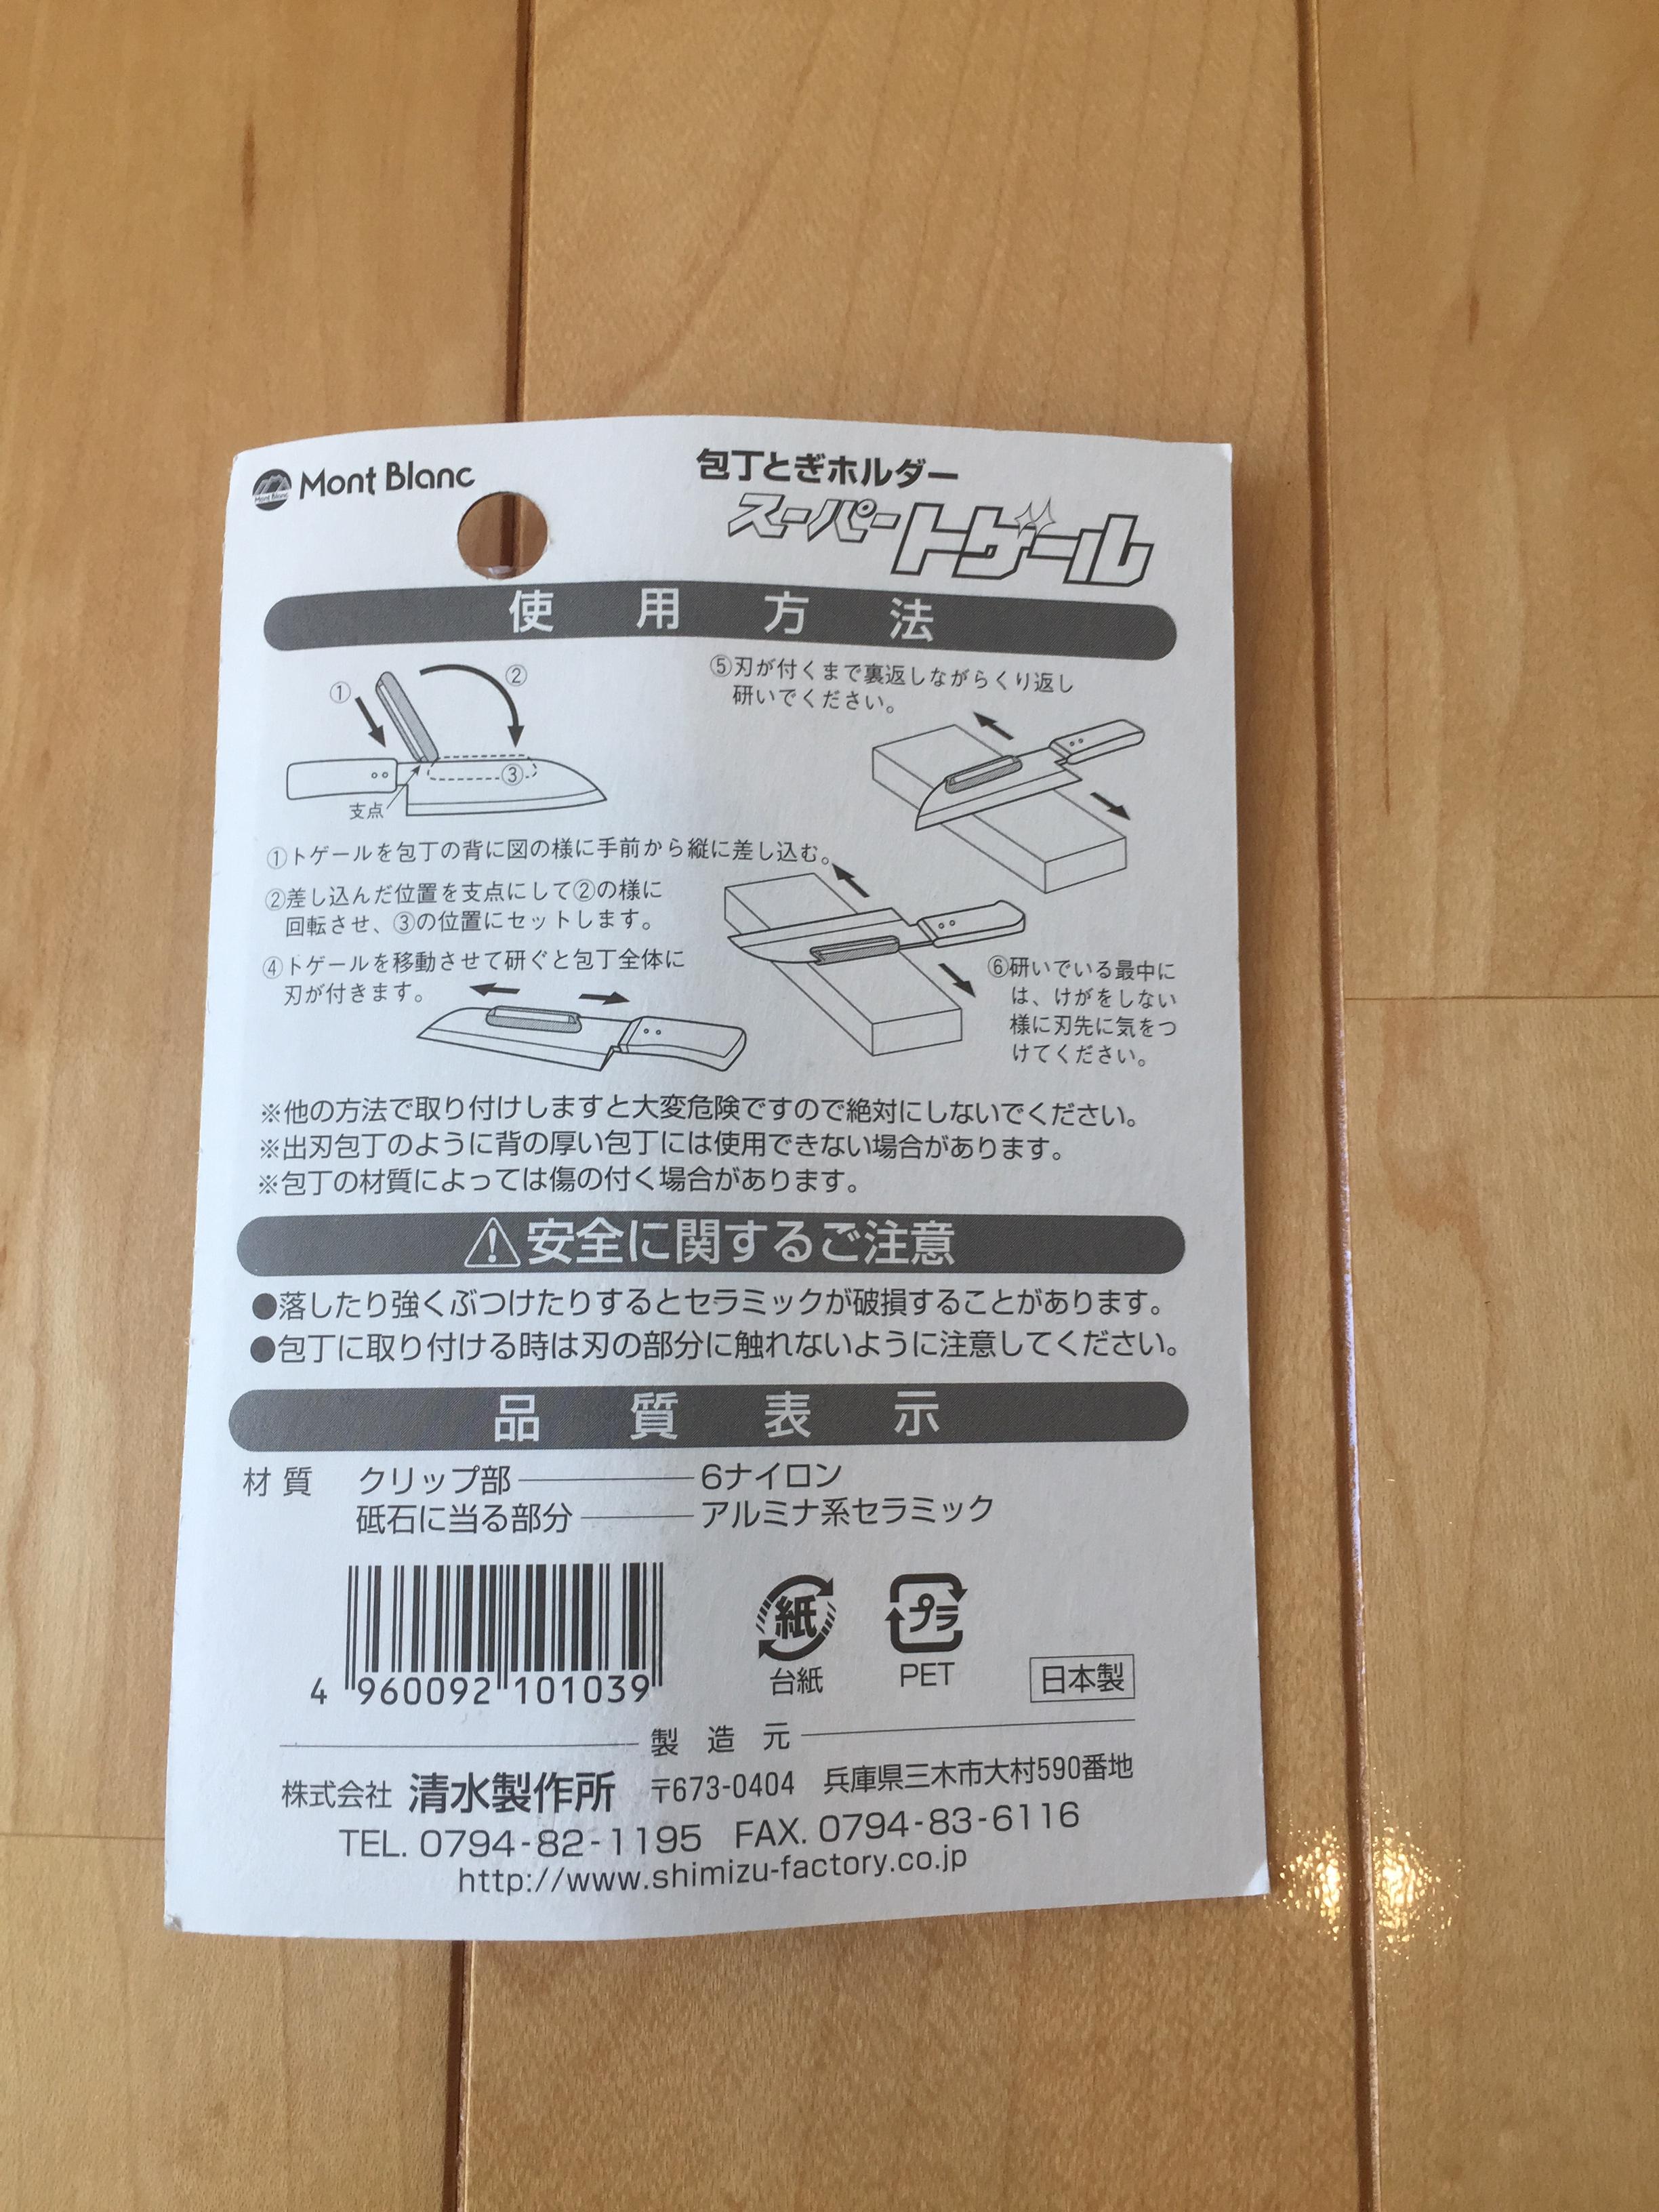 Mont Blanc
包丁とぎホルダー
スーパートゲール
使用方法
①
②
③
支点
①トゲールを包丁の背に図の様に手前から縦に差し込む。
②差し込んだ位置を支点にして②の様に
回転させ、③の位置にセットします。
④トゲールを移動させて研ぐと包丁全体に
刃が付きます。
⑤刃が付くまで裏返しながらくり返し
研いでください。
⑥研いでいる最中に
は、けがをしない
様に刃先に気をつ
けてください。
※他の方法で取り付けしますと大変危険ですので絶対にしないでください。
※出刃包丁のように背の厚い包丁には使用できない場合があります。
※包丁の材質によっては傷の付く場合があります。
⚠安全に関するご注意
●落したり強くぶつけたりするとセラミックが破損することがあります。
●包丁に取り付ける時は刃の部分に触れないように注意してください。
品質表示
材質 クリップ部 6ナイロン
砥石に当る部分 アルミナ系セラミック
4 960092 101039
紙
台紙
プラ
PET
日本製
製造元
株式会社 清水製作所 〒673-0404 兵庫県三木市大村590番地
TEL. 0794-82-1195 FAX. 0794-83-6116
http://www.shimizu-factory.co.jp